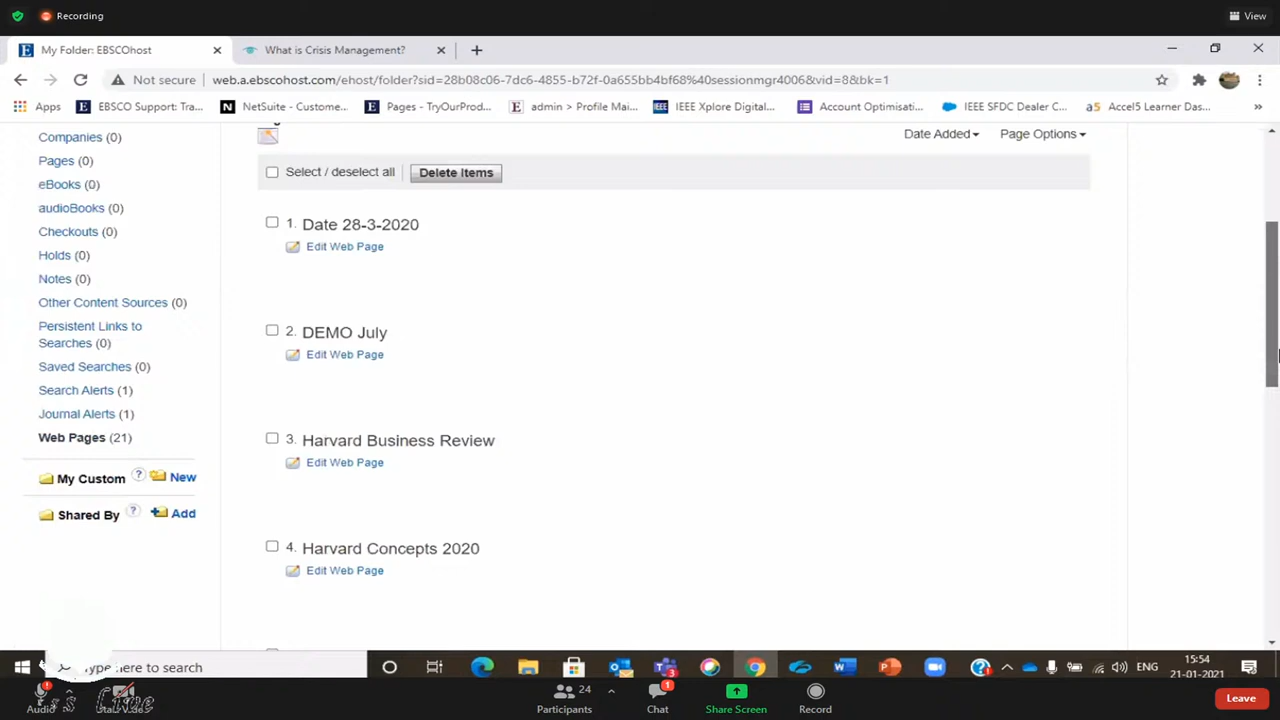 Recording
View
My Folder: EBSCOhost
What is Crisis Management?
Not secure web.a.ebscohost.com/ehost/folder?sid=28b08c06-7dc6-4855-b72f-0a655bb4bf68%40sessionmgr4006&vid=8&bk=1
Apps EBSCO Support: Tra... NetSuite - Custome... Pages - TryOurProd... admin > Profile Mai... IEEE Xplore Digital... Account Optimisati... IEEE SFDC Dealer C... a5 Accel5 Learner Das...
Companies (0)
Pages (0)
eBooks (0)
audioBooks (0)
Checkouts (0)
Holds (0)
Notes (0)
Other Content Sources (0)
Persistent Links to
Searches (0)
Saved Searches (0)
Search Alerts (1)
Journal Alerts (1)
Web Pages (21)
My Custom ? New
Shared By ? Add
Date Added Page Options
Select / deselect all Delete Items
1. Date 28-3-2020
Edit Web Page
2. DEMO July
Edit Web Page
3. Harvard Business Review
Edit Web Page
4. Harvard Concepts 2020
Edit Web Page
Type here to search
ENG
15:54
21-01-2021
Audio
24
Participants
1
Chat
Share Screen
Record
Leave